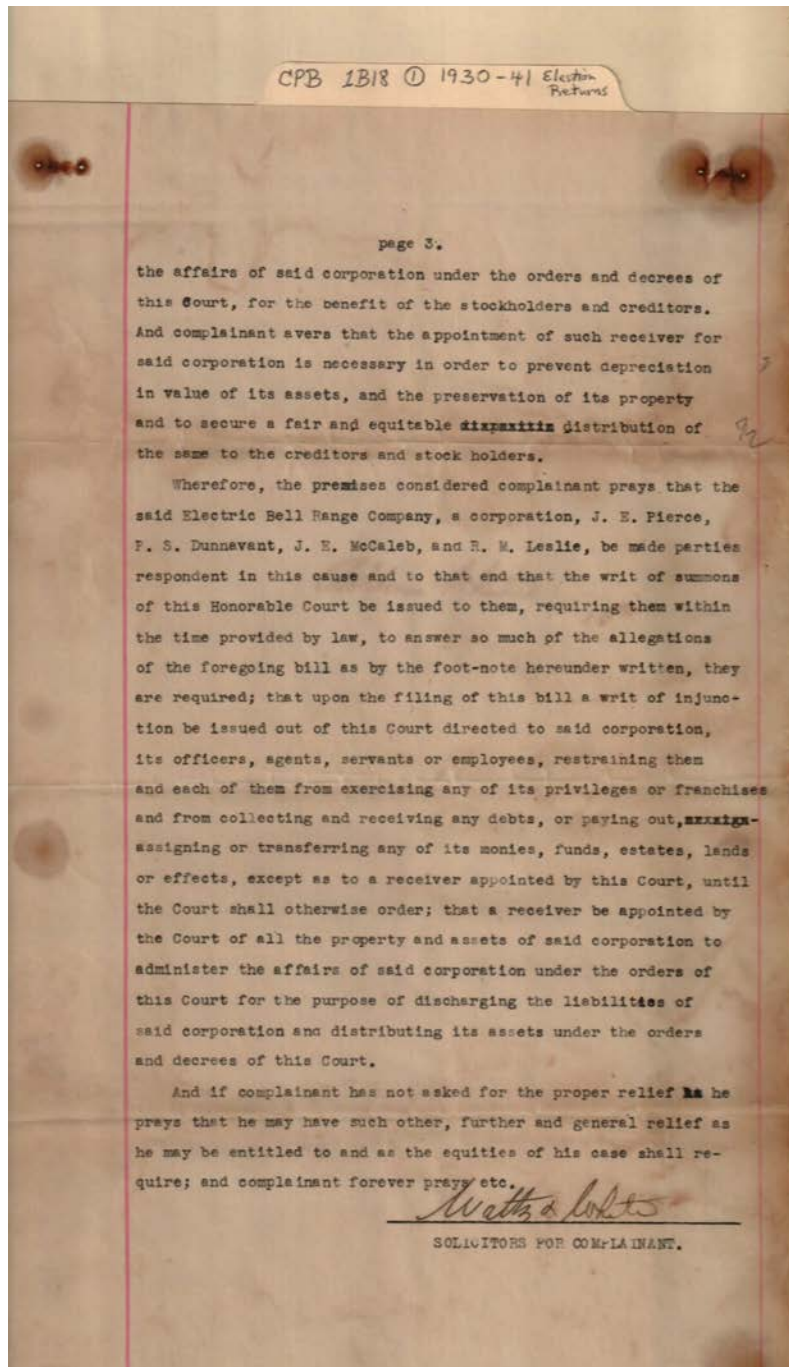 CPB 1B18 ① 1930-41 Election
Returns
page 3.
the affairs of said corporation under the orders and decrees of
this Court, for the benefit of the stockholders and creditors.
And complainant avers that the appointment of such receiver for
said corporation is necessary in order to prevent depreciation
in value of its assets, and the preservation of its property
and to secure a fair and equitable distribution of
the same to the creditors and stock holders.
Wherefore, the premises considered complainant prays that the
said Electric Bell Range Company, a corporation, J. E. Pierce,
P. S. Dunnavant, J. E. McCaleb, and R. M. Leslie, be made parties
respondent in this cause and to that end that the writ of summons
of this Honorable Court be issued to them, requiring them within
the time provided by law, to answer so much of the allegations
of the foregoing bill as by the foot-note hereunder written, they
are required; that upon the filing of this bill a writ of injunc-
tion be issued out of this Court directed to said corporation,
its officers, agents, servants or employees, restraining them
and each of them from exercising any of its privileges or franchises
and from collecting and receiving any debts, or paying out,
assigning or transferring any of its monies, funds, estates, lands
or effects, except as to a receiver appointed by this Court, until
the Court shall otherwise order; that a receiver be appointed by
the Court of all the property and assets of said corporation to
administer the affairs of said corporation under the orders of
this Court for the purpose of discharging the liabilities of
said corporation and distributing its assets under the orders
and decrees of this Court.
And if complainant has not asked for the proper relief he
prays that he may have such other, further and general relief as
he may be entitled to and as the equities of his case shall re-
quire; and complainant forever prays etc.
Watts & White
SOLICITORS FOR COMPLAINANT.